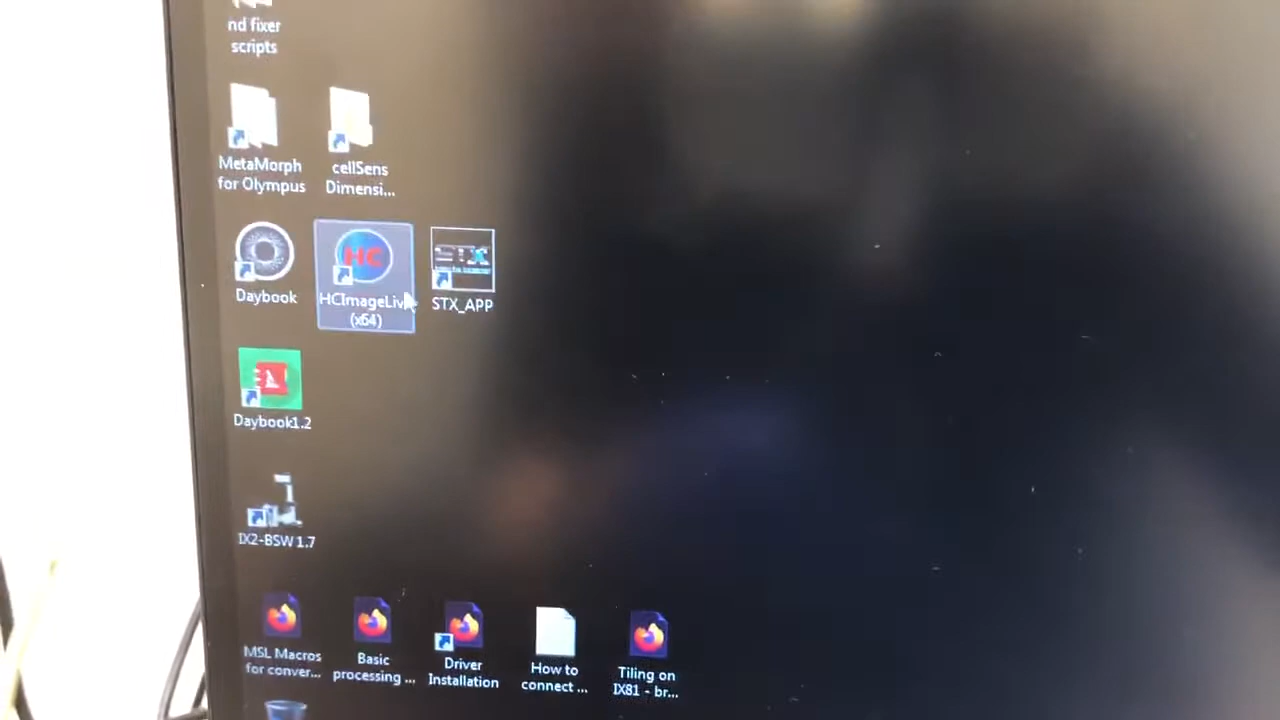 nd fixer
scripts
MetaMorph
for Olympus
cellSens
Dimensi...
Daybook
HC
HCImageLive
(x64)
STX_APP
Daybook1.2
IX2-BSW 1.7
MSL Macros
for conver...
Basic
processing ...
Driver
Installation
How to
connect ...
Tiling on
IX81 - br...